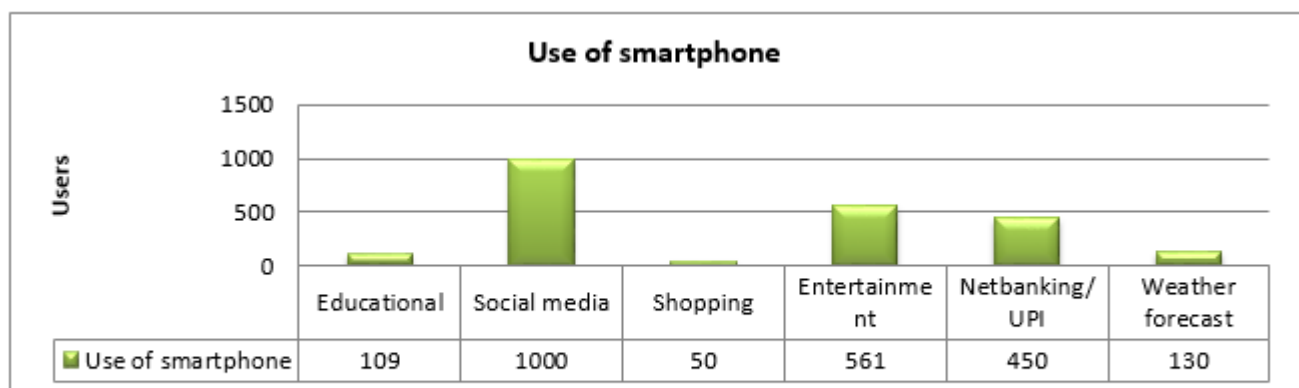 Use of smartphone
Users
1500
1000
500
0
Educational
Social media
Shopping
Entertainme
nt
Netbanking/
UPI
Weather
forecast
Use of smartphone 109 1000 50 561 450 130